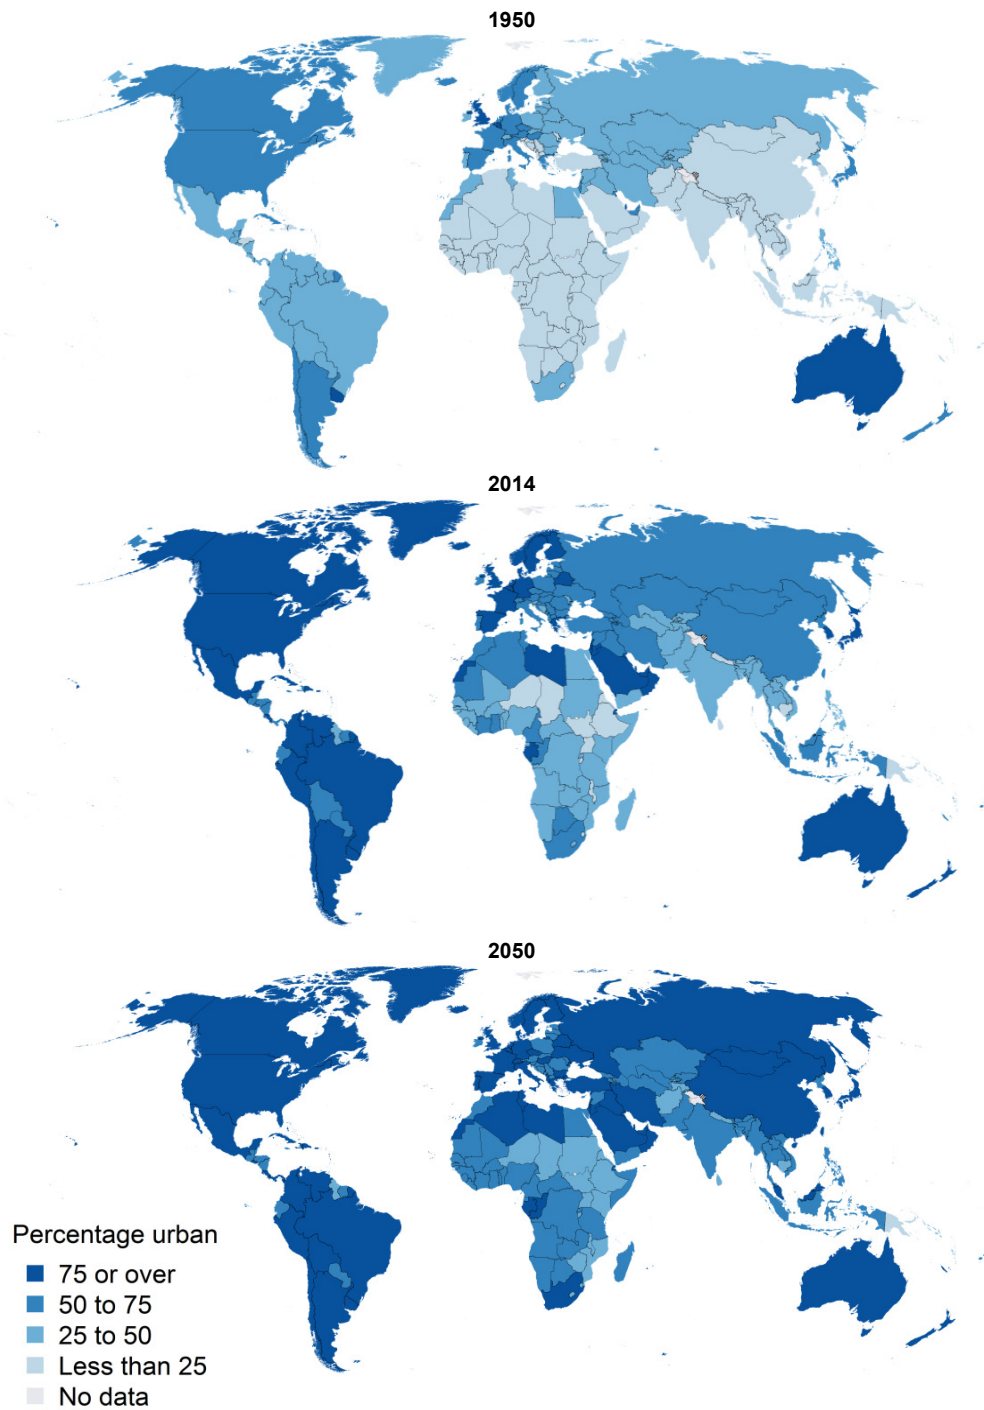 1950
2014
2050
Percentage urban
75 or over
50 to 75
25 to 50
Less than 25
No data